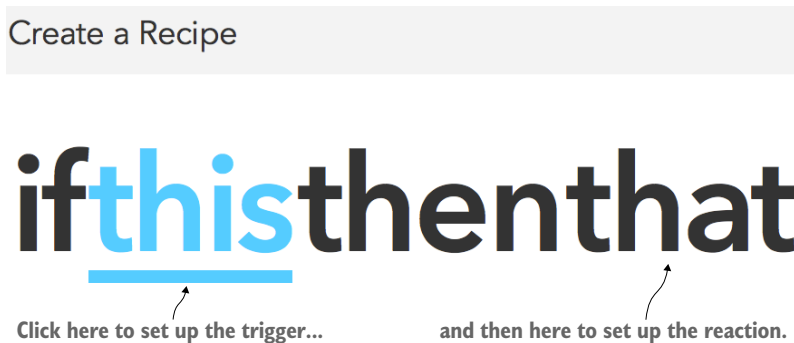 Create a Recipe
ifthisthenthat
Click here to set up the trigger... and then here to set up the reaction.